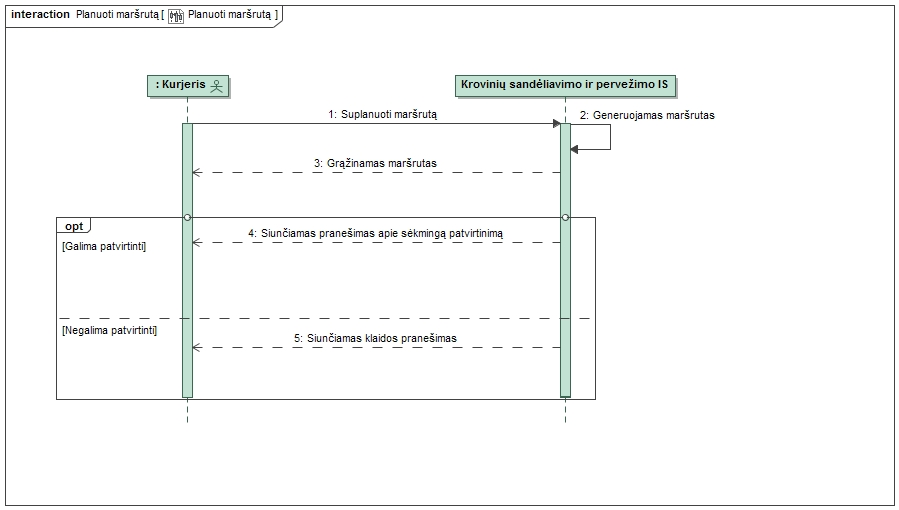 interaction Planuoti maršrutą [ Planuoti maršrutą ]
: Kurjeris
Krovinių sandėliavimo ir pervežimo IS
1: Suplanuoti maršrutą
2: Generuojamas maršrutas
3: Grąžinamas maršrutas
opt
4: Siunčiamas pranešimas apie sėkmingą patvirtinimą
[Galima patvirtinti]
[Negalima patvirtinti]
5: Siunčiamas klaidos pranešimas